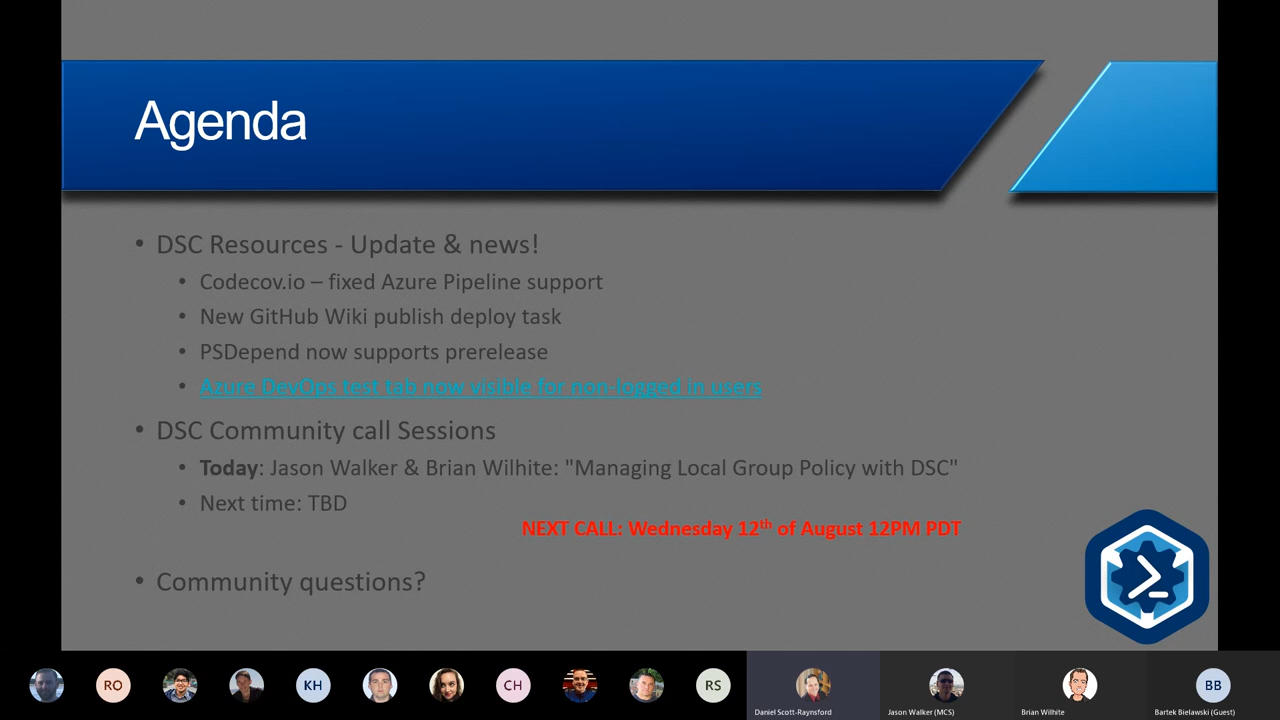 Agenda
• DSC Resources - Update & news!
• Codecov.io – fixed Azure Pipeline support
• New GitHub Wiki publish deploy task
• PSDepend now supports prerelease
• Azure DevOps test tab now visible for non-logged in users
• DSC Community call Sessions
• Today: Jason Walker & Brian Wilhite: "Managing Local Group Policy with DSC"
• Next time: TBD
NEXT CALL: Wednesday 12th of August 12PM PDT
• Community questions?
RO KH CH RS BB
Daniel Scott-Raynsford Jason Walker (MCS) Brian Wilhite Bartek Bielawski (Guest)